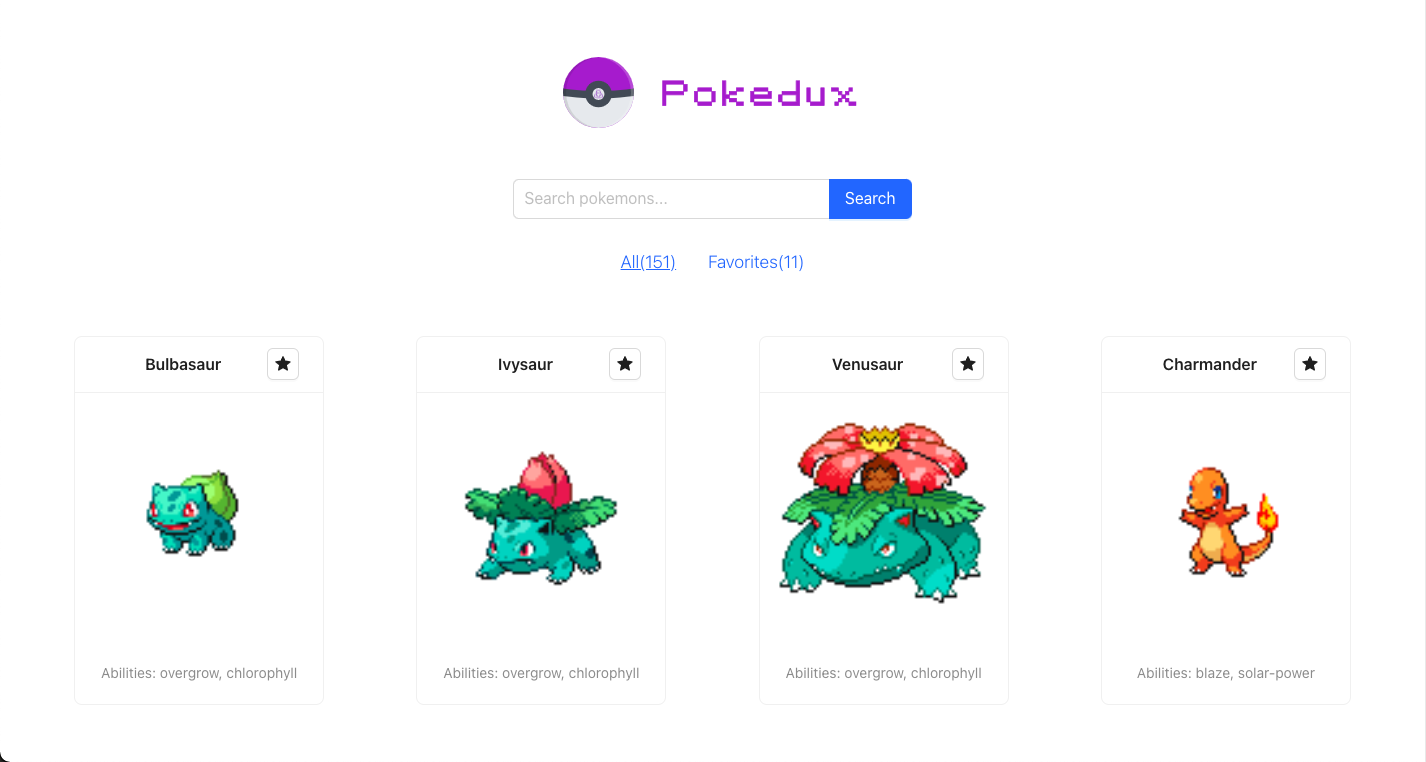 Pokedux
Search pokemons...
Search
All(151) Favorites(11)
Bulbasaur
Ivysaur
Venusaur
Charmander
Abilities: overgrow, chlorophyll
Abilities: overgrow, chlorophyll
Abilities: overgrow, chlorophyll
Abilities: blaze, solar-power